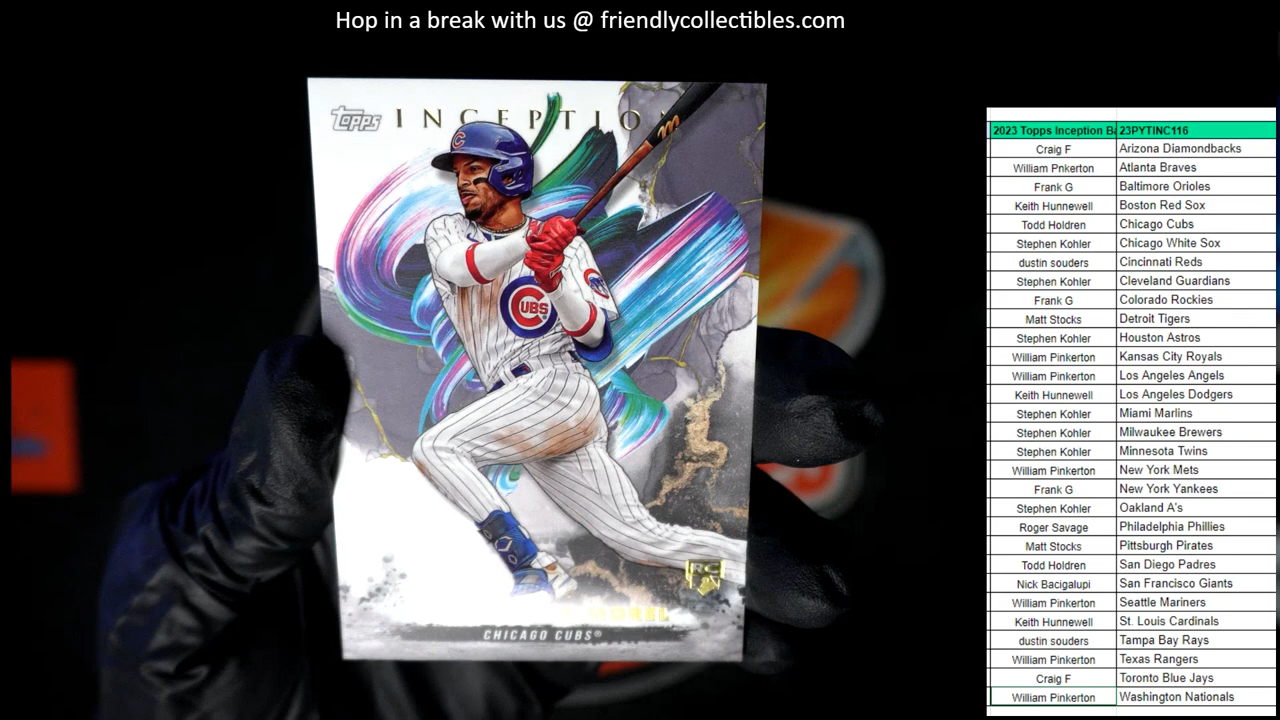 Hop in a break with us @ friendlycollectibles.com
Topps INCEPTION
C
CUBS
RC
MOREL
CHICAGO CUBS®
2023 Topps Inception Ba 23PYTINC116
Craig F Arizona Diamondbacks
William Pnkerton Atlanta Braves
Frank G Baltimore Orioles
Keith Hunnewell Boston Red Sox
Todd Holdren Chicago Cubs
Stephen Kohler Chicago White Sox
dustin souders Cincinnati Reds
Stephen Kohler Cleveland Guardians
Frank G Colorado Rockies
Matt Stocks Detroit Tigers
Stephen Kohler Houston Astros
William Pinkerton Kansas City Royals
William Pinkerton Los Angeles Angels
Keith Hunnewell Los Angeles Dodgers
Stephen Kohler Miami Marlins
Stephen Kohler Milwaukee Brewers
Stephen Kohler Minnesota Twins
William Pinkerton New York Mets
Frank G New York Yankees
Stephen Kohler Oakland A's
Roger Savage Philadelphia Phillies
Matt Stocks Pittsburgh Pirates
Todd Holdren San Diego Padres
Nick Bacigalupi San Francisco Giants
William Pinkerton Seattle Mariners
Keith Hunnewell St. Louis Cardinals
dustin souders Tampa Bay Rays
William Pinkerton Texas Rangers
Craig F Toronto Blue Jays
William Pinkerton Washington Nationals